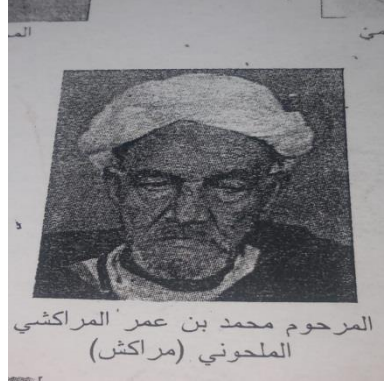 المرحوم محمد بن عمر المراكشي
الملحوني (مراكش)